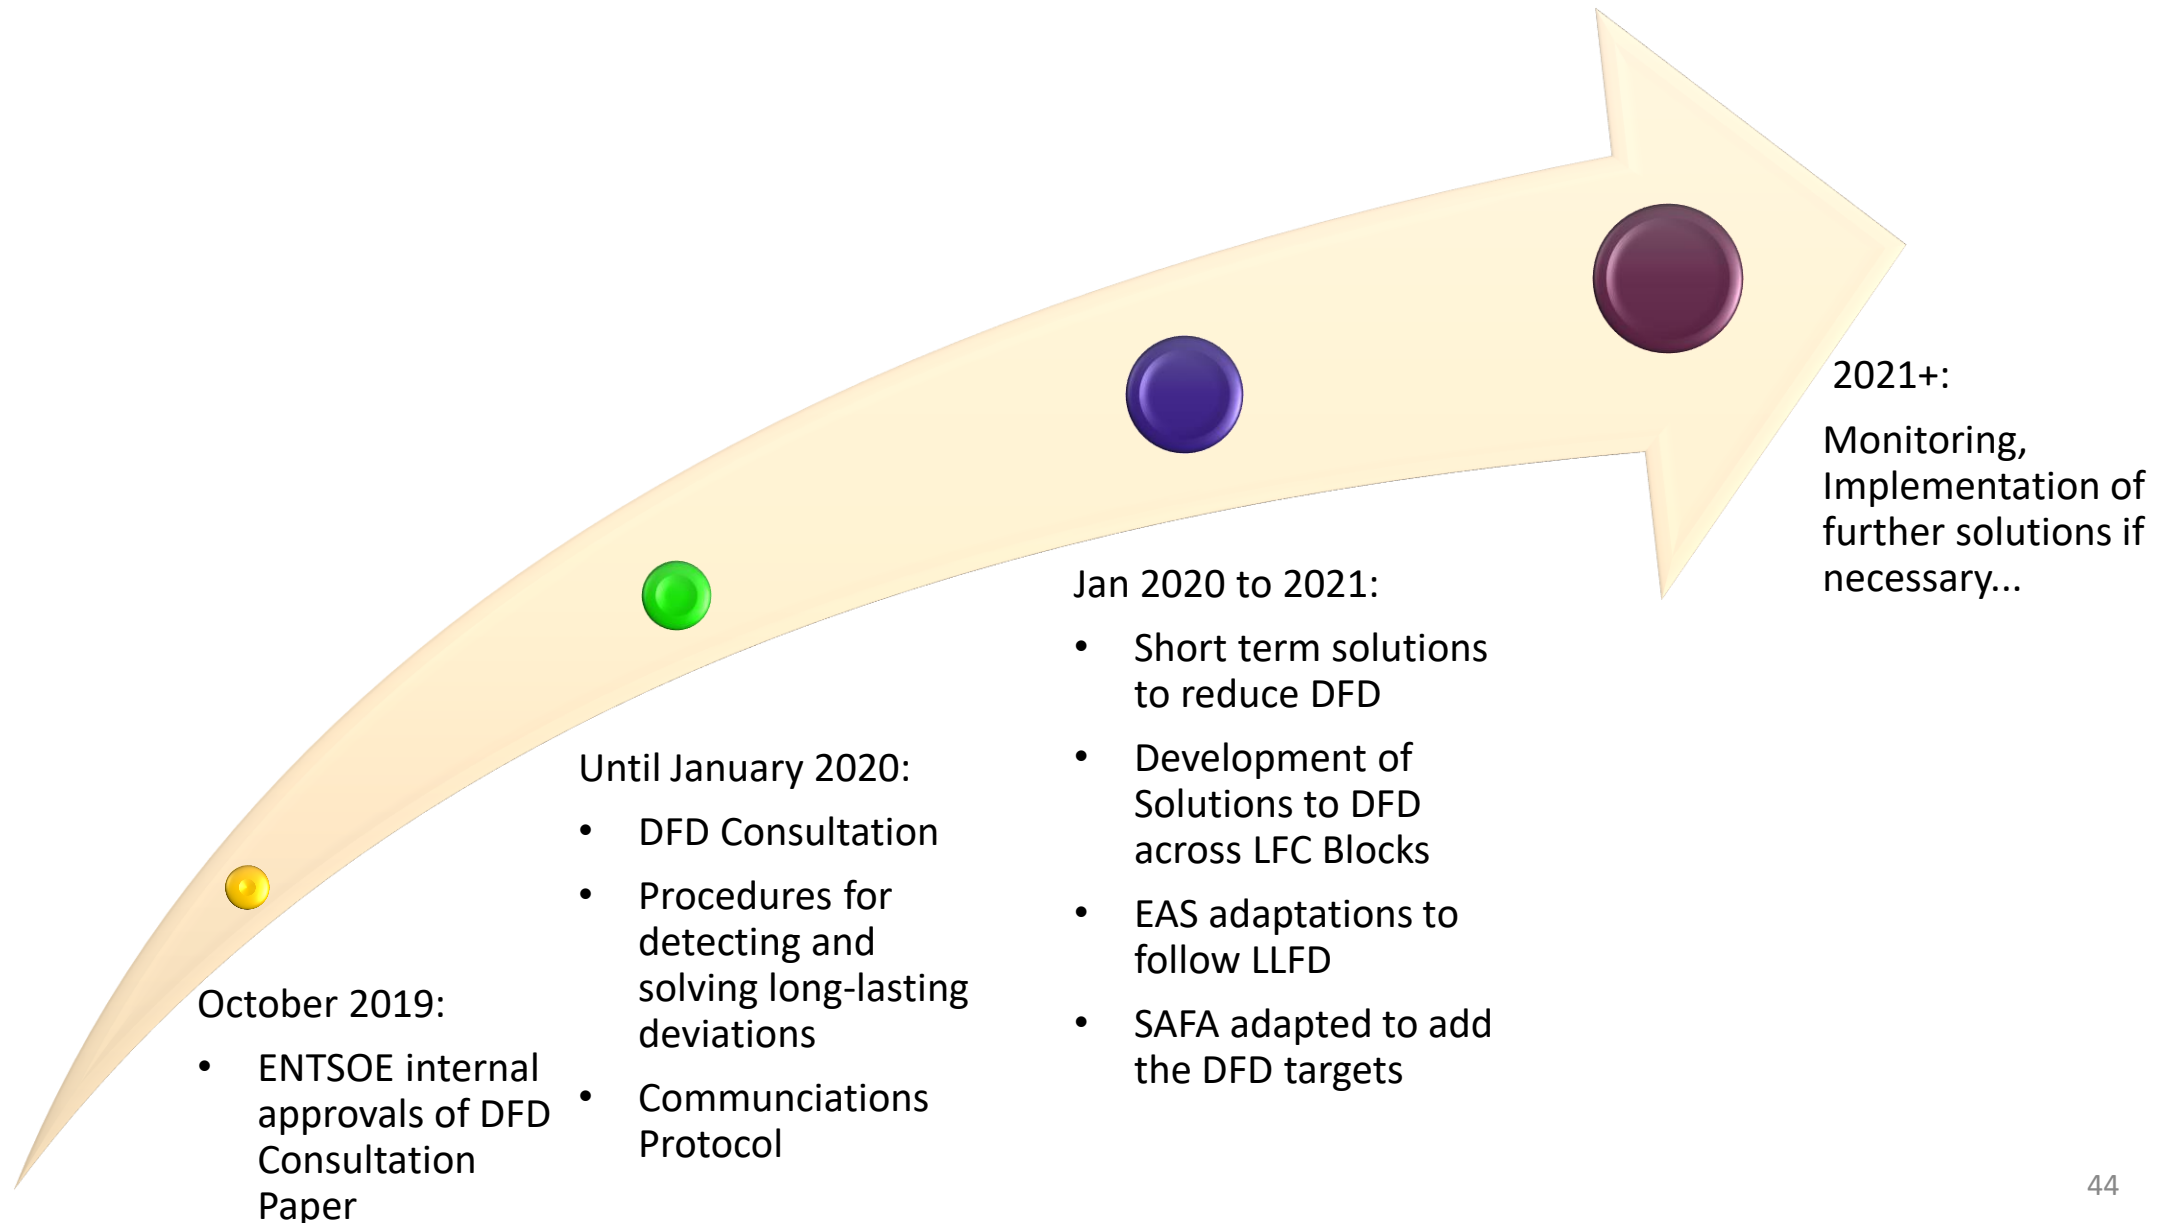 October 2019:
• ENTSOE internal
approvals of DFD
Consultation
Paper
Until January 2020:
• DFD Consultation
• Procedures for
detecting and
solving long-lasting
deviations
• Communciations
Protocol
Jan 2020 to 2021:
• Short term solutions
to reduce DFD
• Development of
Solutions to DFD
across LFC Blocks
• EAS adaptations to
follow LLFD
• SAFA adapted to add
the DFD targets
2021+:
Monitoring,
Implementation of
further solutions if
necessary...
44